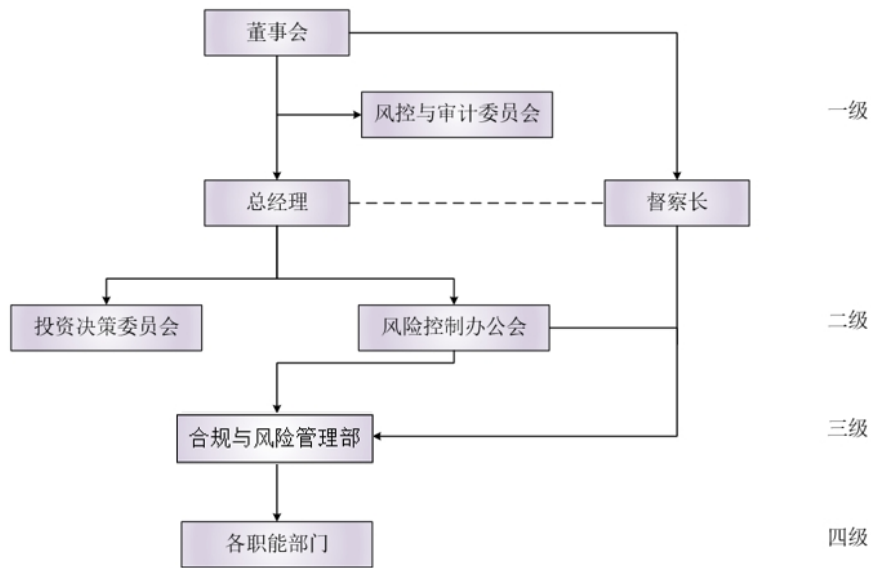 董事会
风控与审计委员会
一级
总经理
督察长
投资决策委员会
风险控制办公会
二级
合规与风险管理部
三级
各职能部门
四级